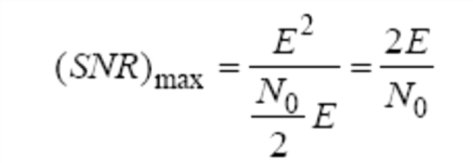 (SNR)max = E² / ((N₀/2) E) = 2E / N₀